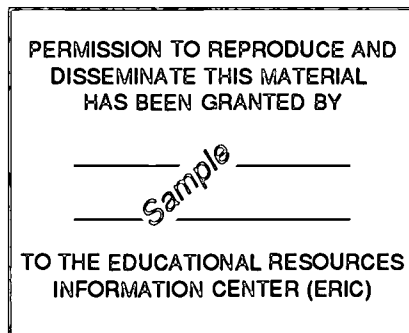 PERMISSION TO REPRODUCE AND
DISSEMINATE THIS MATERIAL
HAS BEEN GRANTED BY
Sample
TO THE EDUCATIONAL RESOURCES
INFORMATION CENTER (ERIC)